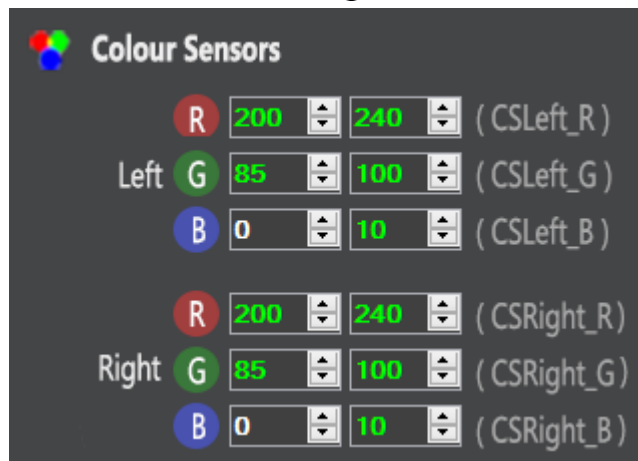 Colour Sensors
R 200 240 ( CSLeft_R )
Left G 85 100 ( CSLeft_G )
B 0 10 ( CSLeft_B )
R 200 240 ( CSRight_R )
Right G 85 100 ( CSRight_G )
B 0 10 ( CSRight_B )